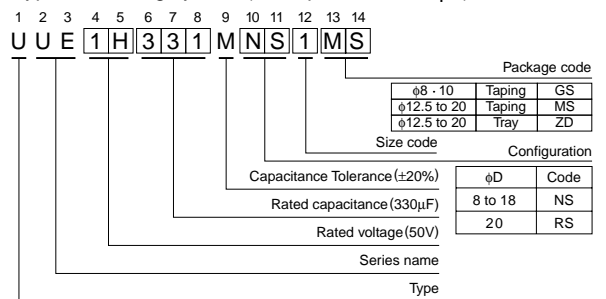 1 2 3 4 5 6 7 8 9 10 11 12 13 14
U U E 1 H 3 3 1 M N S 1 M S
Package code
ϕ8 · 10 Taping GS
ϕ12.5 to 20 Taping MS
ϕ12.5 to 20 Tray ZD
Size code
Configuration
ϕD Code
8 to 18 NS
20 RS
Capacitance Tolerance (±20%)
Rated capacitance (330µF)
Rated voltage (50V)
Series name
Type